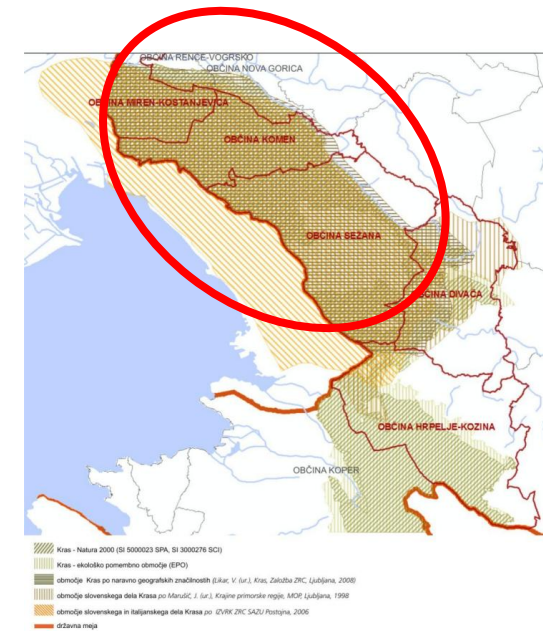 OBČINA RENČE-VOGRSKO
OBČINA NOVA GORICA
OBČINA MIREN-KOSTANJEVICA
OBČINA KOMEN
OBČINA SEŽANA
OBČINA DIVAČA
OBČINA HRPELJE-KOZINA
OBČINA KOPER
Kras - Natura 2000 (SI 5000023 SPA, SI 3000276 SCI)
Kras - ekološko pomembno območje (EPO)
območje Kras po naravno geografskih značilnostih (Likar, V. (ur.), Kras, Založba ZRC, Ljubljana, 2008)
območje slovenskega dela Krasa po Marušič, J. (ur.), Krajine primorske regije, MOP, Ljubljana, 1998
območje slovenskega in italijanskega dela Krasa po IZVRK ZRC SAZU Postojna, 2006
državna meja